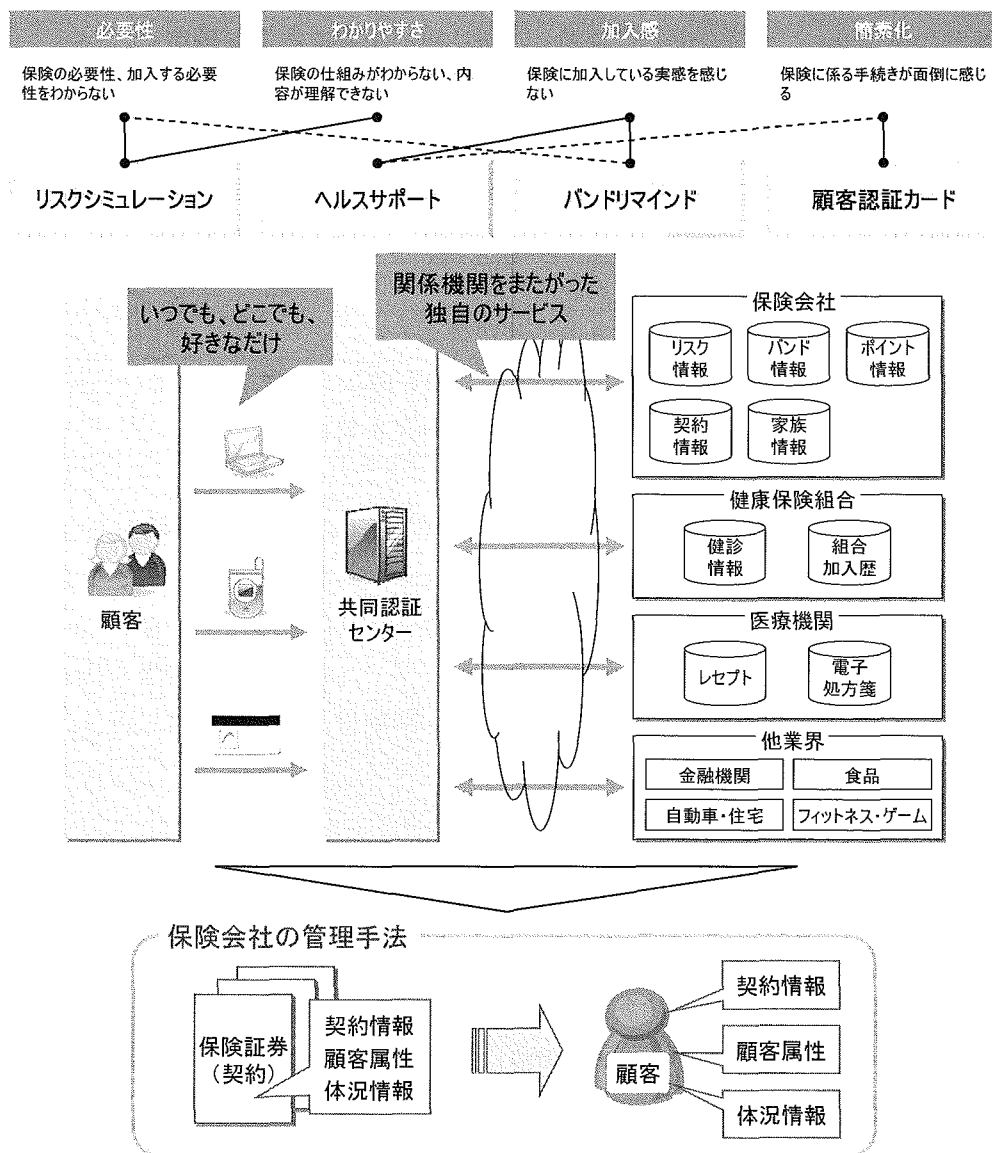 必要性
わかりやすさ
加入感
簡素化
保険の必要性、加入する必要
性をわからない
保険の仕組みがわからない、内
容が理解できない
保険に加入している実感を感じ
ない
保険に係る手続きが面倒に感じ
る
リスクシミュレーション
ヘルスサポート
バンドリマインド
顧客認証カード
いつでも、どこでも、
好きなだけ
関係機関をまたがった
独自のサービス
顧客
共同認証
センター
保険会社
リスク
情報
バンド
情報
ポイント
情報
契約
情報
家族
情報
健康保険組合
健診
情報
組合
加入歴
医療機関
レセプト
電子
処方箋
他業界
金融機関
食品
自動車・住宅
フィットネス・ゲーム
保険会社の管理手法
保険証券
(契約)
契約情報
顧客属性
体況情報
顧客
契約情報
顧客属性
体況情報